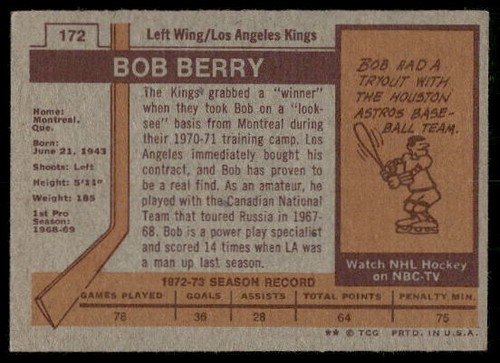 172
Left Wing/Los Angeles Kings
BOB BERRY
Home:
Montreal,
Que.
Born:
June 21, 1943
Shoots: Left
Height: 5'11"
Weight: 185
1st Pro
Season:
1968-69
The Kings grabbed a "winner"
when they took Bob on a "look-
see" basis from Montreal during
their 1970-71 training camp. Los
Angeles immediately bought his
contract, and Bob has proven to
be a real find. As an amateur, he
played with the Canadian National
Team that toured Russia in 1967-
68. Bob is a power play specialist
and scored 14 times when LA was
a man up last season.
BOB HAD A
TRYOUT WITH
THE HOUSTON
ASTROS BASE-
BALL TEAM.
Watch NHL Hockey
on NBC-TV
1972-73 SEASON RECORD
GAMES PLAYED GOALS ASSISTS TOTAL POINTS PENALTY MIN.
78 36 28 64 75
** © TCG PRTD. IN U.S.A.